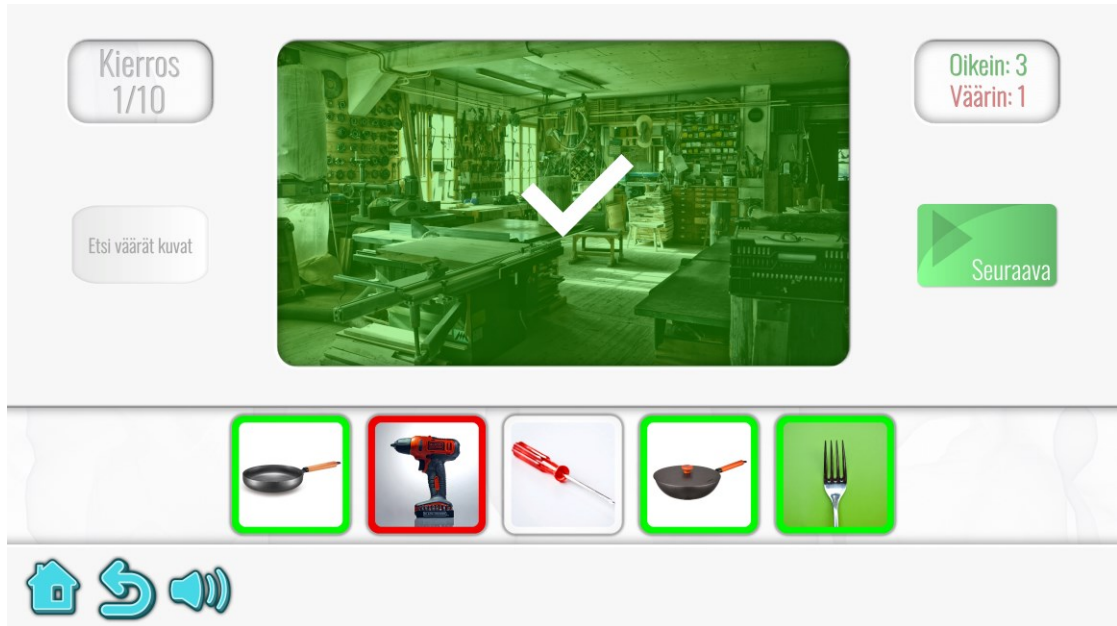 Kierros
1/10
Oikein: 3
Väärin: 1
Etsi väärät kuvat
Seuraava